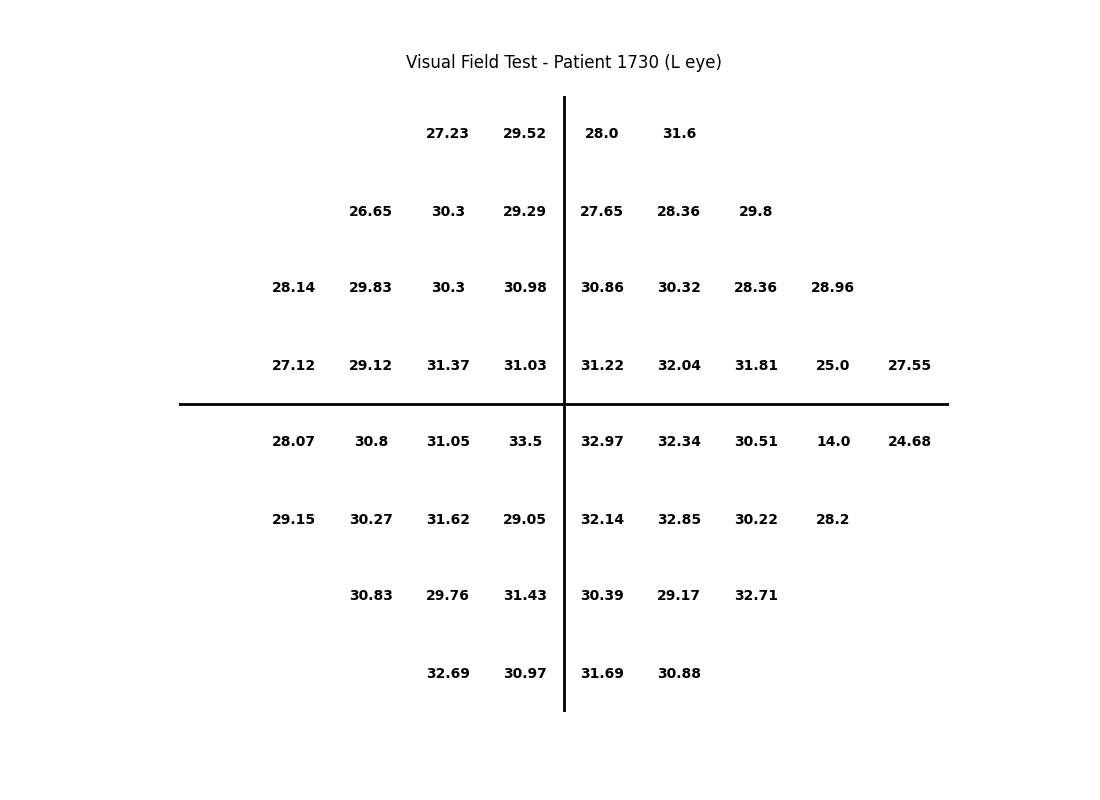 Visual Field Test - Patient 1730 (L eye)
27.23 29.52 28.0 31.6
26.65 30.3 29.29 27.65 28.36 29.8
28.14 29.83 30.3 30.98 30.86 30.32 28.36 28.96
27.12 29.12 31.37 31.03 31.22 32.04 31.81 25.0 27.55
28.07 30.8 31.05 33.5 32.97 32.34 30.51 14.0 24.68
29.15 30.27 31.62 29.05 32.14 32.85 30.22 28.2
30.83 29.76 31.43 30.39 29.17 32.71
32.69 30.97 31.69 30.88